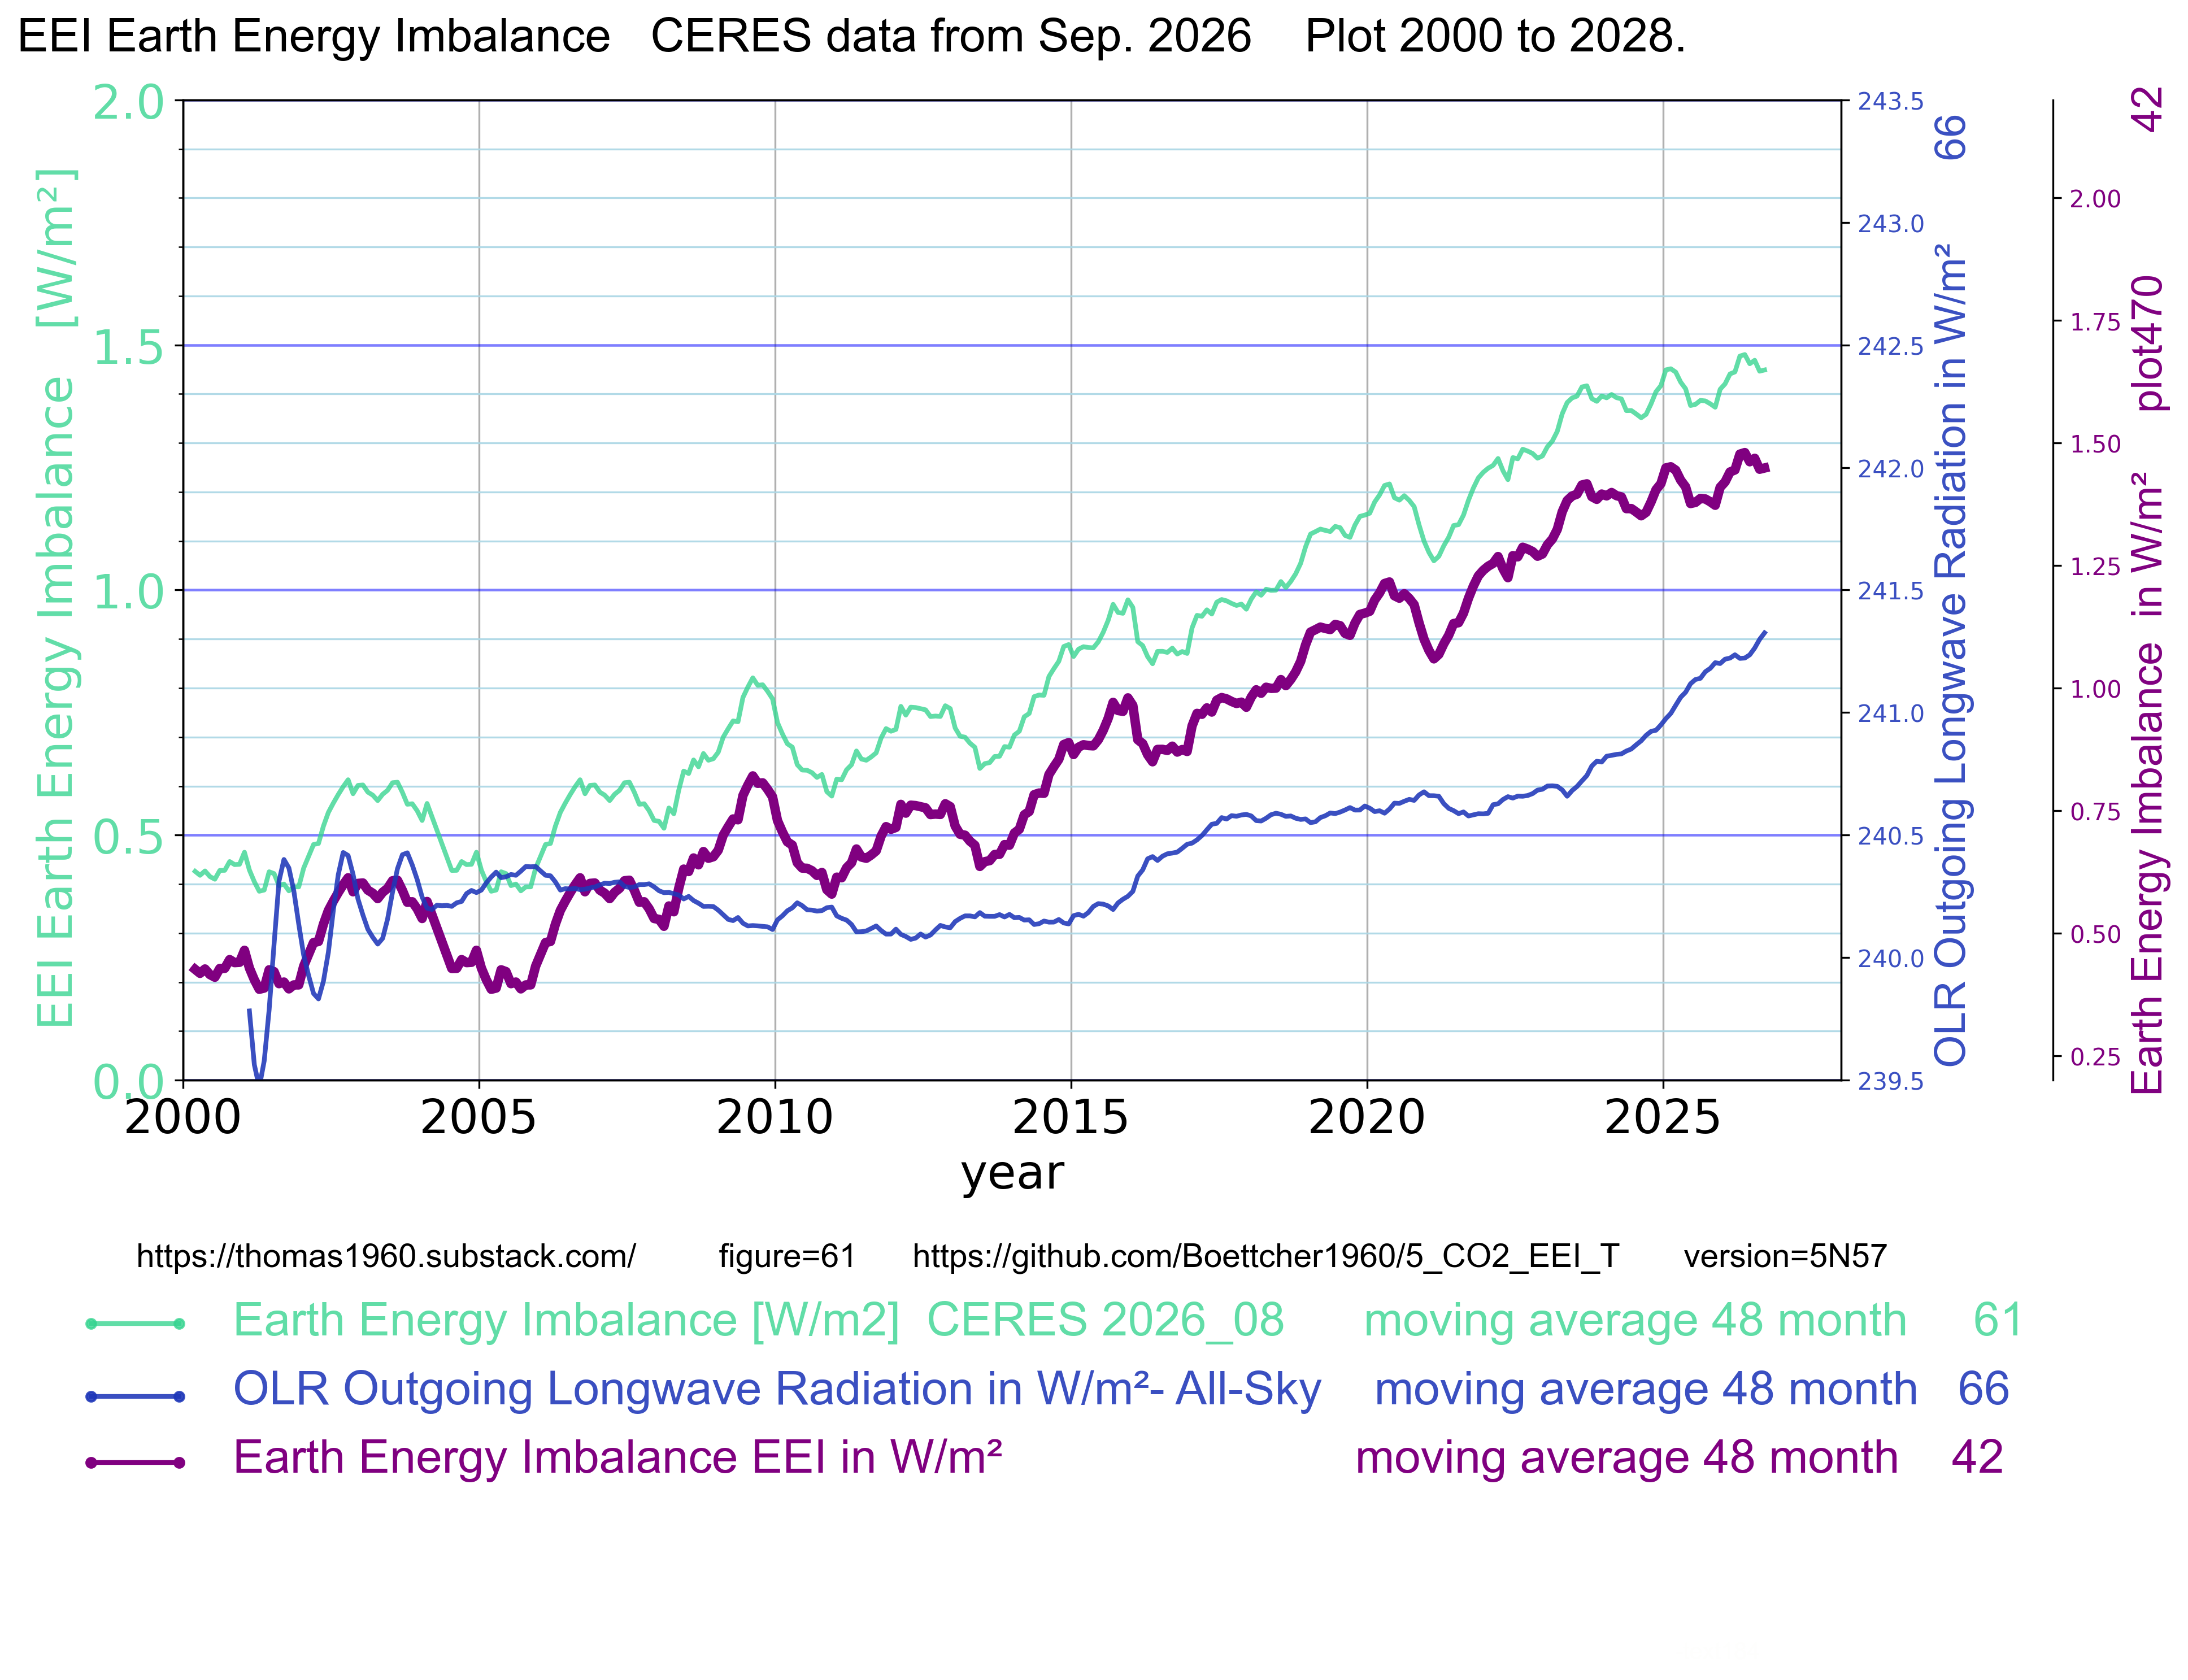 EEI Earth Energy Imbalance CERES data from Sep. 2026 Plot 2000 to 2028.
EEI Earth Energy Imbalance [W/m²]
2.0
1.5
1.0
0.5
0.0
2000 2005 2010 2015 2020 2025
year
243.5
243.0
242.5
242.0
241.5
241.0
240.5
240.0
239.5
OLR Outgoing Longwave Radiation in W/m² 66
2.00
1.75
1.50
1.25
1.00
0.75
0.50
0.25
Earth Energy Imbalance in W/m² plot470 42
https://thomas1960.substack.com/ figure=61 https://github.com/Boettcher1960/5_CO2_EEI_T version=5N57
Earth Energy Imbalance [W/m2] CERES 2026_08 moving average 48 month 61
OLR Outgoing Longwave Radiation in W/m²- All-Sky moving average 48 month 66
Earth Energy Imbalance EEI in W/m² moving average 48 month 42